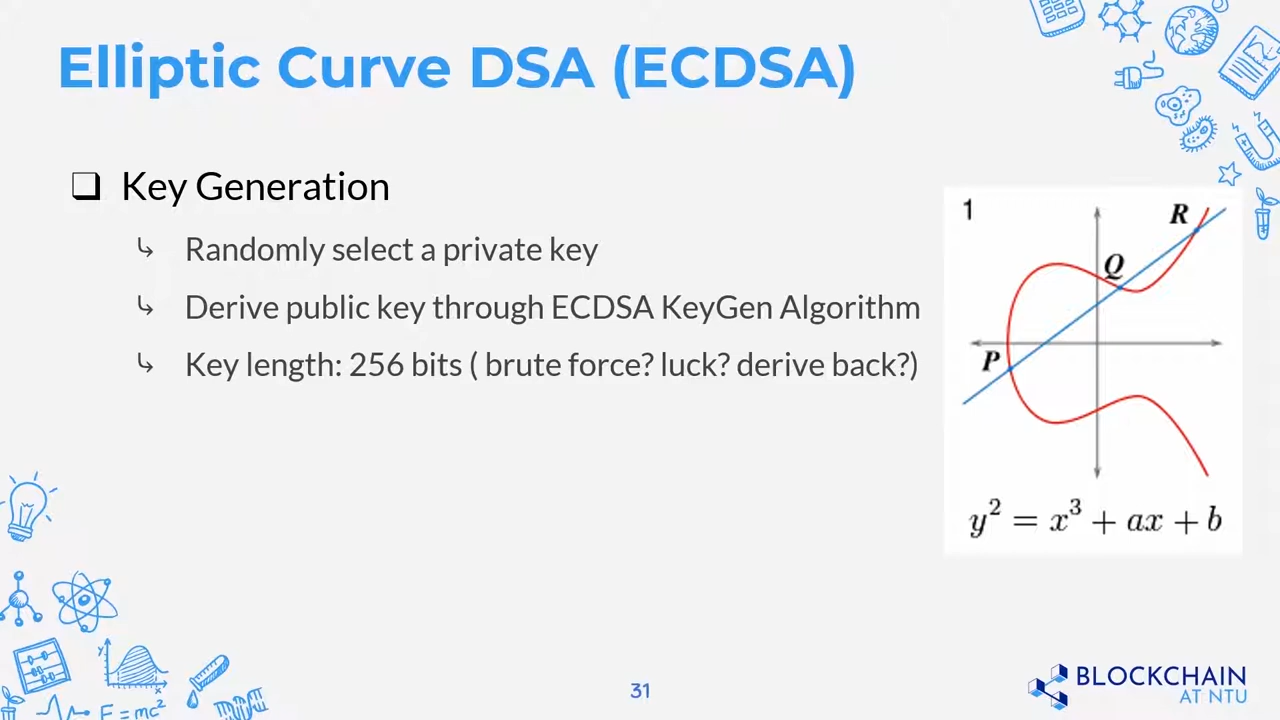 Elliptic Curve DSA (ECDSA)
❑ Key Generation
↳ Randomly select a private key
↳ Derive public key through ECDSA KeyGen Algorithm
↳ Key length: 256 bits ( brute force? luck? derive back?)
1
R
Q
P
y² = x³ + ax + b
y
x
E=mc²
31
BLOCKCHAIN
AT NTU